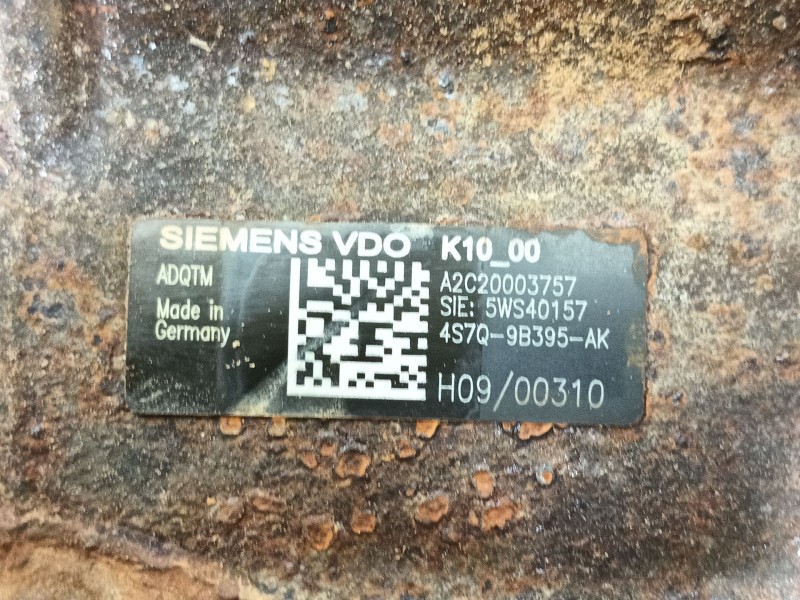 SIEMENS VDO K10_00
ADQTM
A2C20003757
SIE: 5WS40157
Made in
Germany
4S7Q-9B395-AK
H09/00310